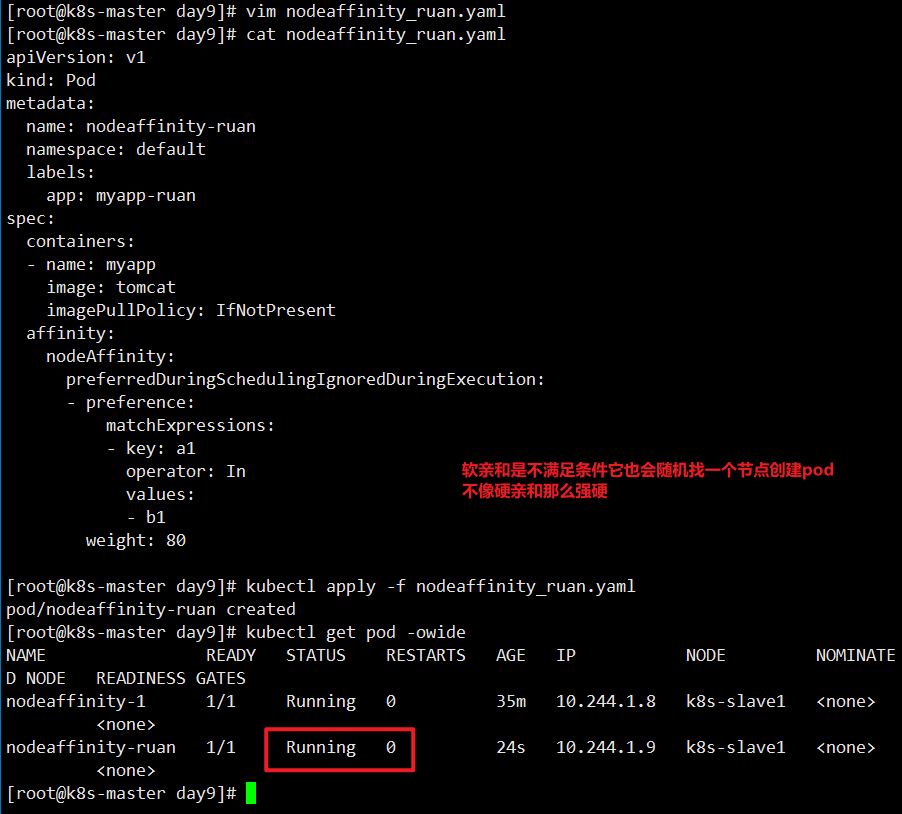 [root@k8s-master day9]# vim nodeaffinity_ruan.yaml
[root@k8s-master day9]# cat nodeaffinity_ruan.yaml
apiVersion: v1
kind: Pod
metadata:
  name: nodeaffinity-ruan
  namespace: default
  labels:
    app: myapp-ruan
spec:
  containers:
  - name: myapp
    image: tomcat
    imagePullPolicy: IfNotPresent
  affinity:
    nodeAffinity:
      preferredDuringSchedulingIgnoredDuringExecution:
      - preference:
          matchExpressions:
          - key: a1
            operator: In
            values:
            - b1
        weight: 80
软亲和是不满足条件它也会随机找一个节点创建pod
不像硬亲和那么强硬
[root@k8s-master day9]# kubectl apply -f nodeaffinity_ruan.yaml
pod/nodeaffinity-ruan created
[root@k8s-master day9]# kubectl get pod -owide
NAME                READY   STATUS    RESTARTS   AGE   IP           NODE         NOMINATE
D NODE   READINESS GATES
nodeaffinity-1      1/1     Running   0          35m   10.244.1.8   k8s-slave1   <none>
         <none>
nodeaffinity-ruan   1/1     Running   0          24s   10.244.1.9   k8s-slave1   <none>
         <none>
[root@k8s-master day9]#